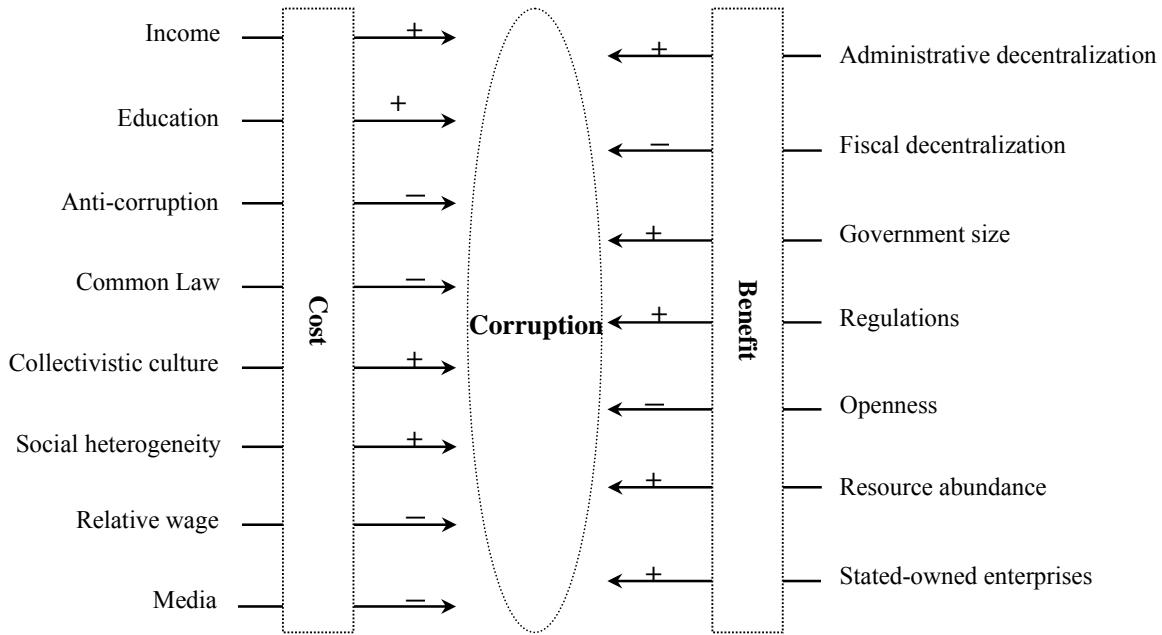 Income
+
Education
+
Anti-corruption
−
Common Law
−
Collectivistic culture
+
Social heterogeneity
+
Relative wage
−
Media
−
Cost
Corruption
Benefit
+
Administrative decentralization
−
Fiscal decentralization
+
Government size
+
Regulations
−
Openness
+
Resource abundance
+
Stated-owned enterprises